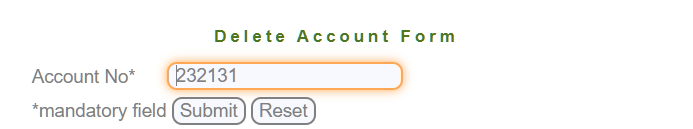 Delete Account Form
Account No* 232131
*mandatory field Submit Reset